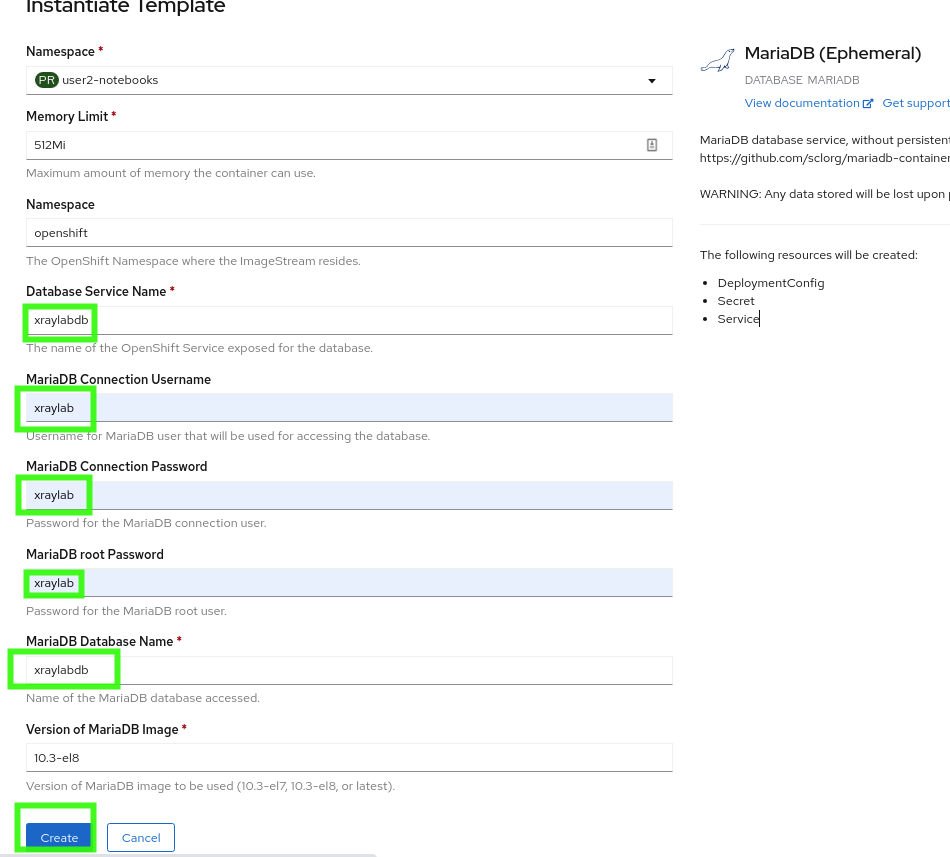 Instantiate Template
Namespace *
PR user2-notebooks
Memory Limit *
512Mi
Maximum amount of memory the container can use.
Namespace
openshift
The OpenShift Namespace where the ImageStream resides.
Database Service Name *
xraylabdb
The name of the OpenShift Service exposed for the database.
MariaDB Connection Username
xraylab
Username for MariaDB user that will be used for accessing the database.
MariaDB Connection Password
xraylab
Password for the MariaDB connection user.
MariaDB root Password
xraylab
Password for the MariaDB root user.
MariaDB Database Name *
xraylabdb
Name of the MariaDB database accessed.
Version of MariaDB Image *
10.3-el8
Version of MariaDB image to be used (10.3-el7, 10.3-el8, or latest).
Create Cancel
MariaDB (Ephemeral)
DATABASE MARIADB
View documentation Get support
MariaDB database service, without persistent
https://github.com/sclorg/mariadb-container
WARNING: Any data stored will be lost upon
The following resources will be created:
• DeploymentConfig
• Secret
• Service